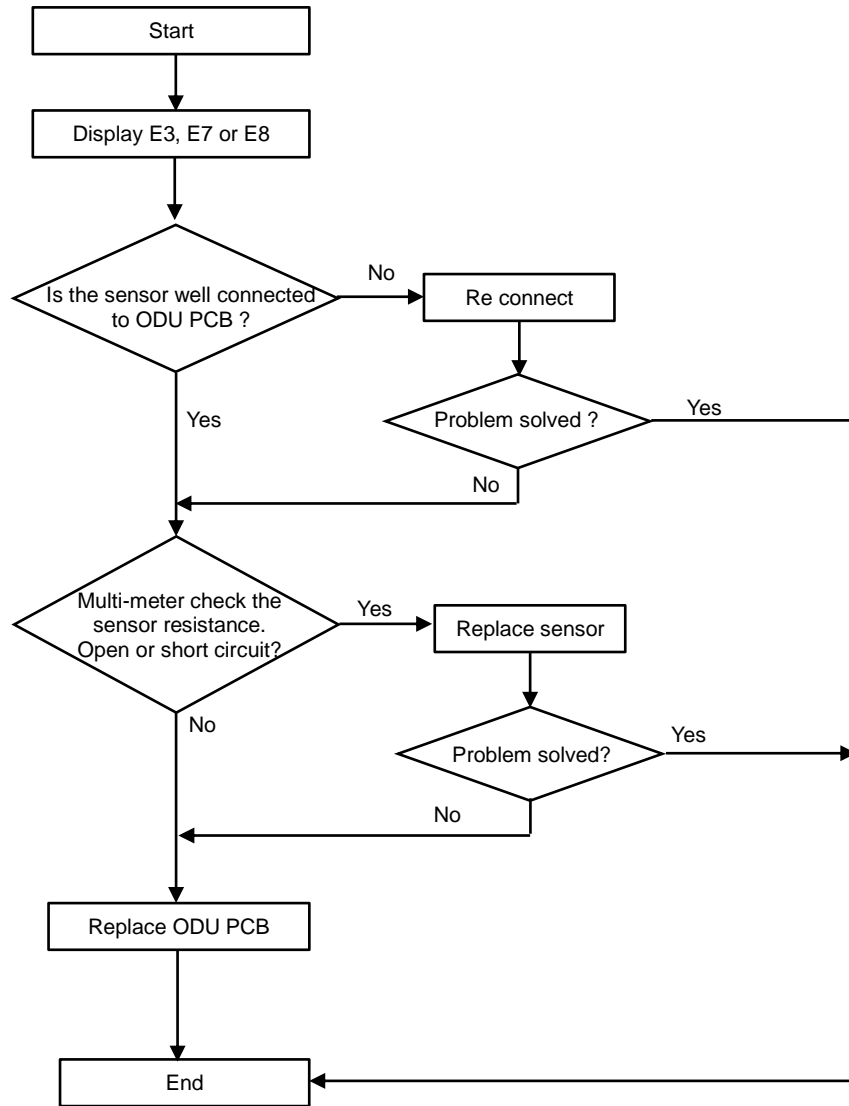 Start
Display E3, E7 or E8
Is the sensor well connected
to ODU PCB ?
No
Re connect
Yes
Problem solved ?
Yes
No
Multi-meter check the
sensor resistance.
Open or short circuit?
Yes
Replace sensor
No
Problem solved?
Yes
No
Replace ODU PCB
End